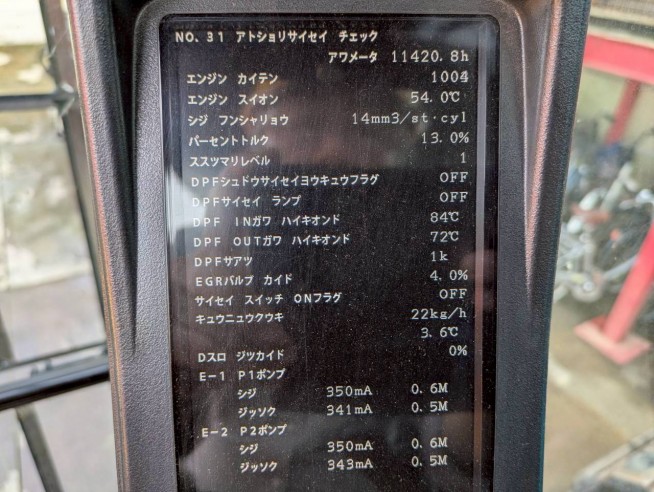 NO. 31 アトショリサイセイ チェック
アワメータ 11420.8h
エンジン カイテン 1004
エンジン スイオン 54.0℃
シジ フンシャリョウ 14mm3/st·cyl
パーセントトルク 13.0%
ススツマリレベル 1
DPFシュドウサイセイヨウキュウフラグ OFF
DPFサイセイ ランプ OFF
DPF INガワ ハイキオンド 84℃
DPF OUTガワ ハイキオンド 72℃
DPFサアツ 1k
EGRバルブ カイド 4.0%
サイセイ スイッチ ONフラグ OFF
キュウニュウクウキ 22kg/h
3.6℃
Dスロ ジツカイド 0%
E-1 P1ポンプ
シジ 350mA 0.6M
ジッソク 341mA 0.5M
E-2 P2ポンプ
シジ 350mA 0.6M
ジッソク 343mA 0.5M